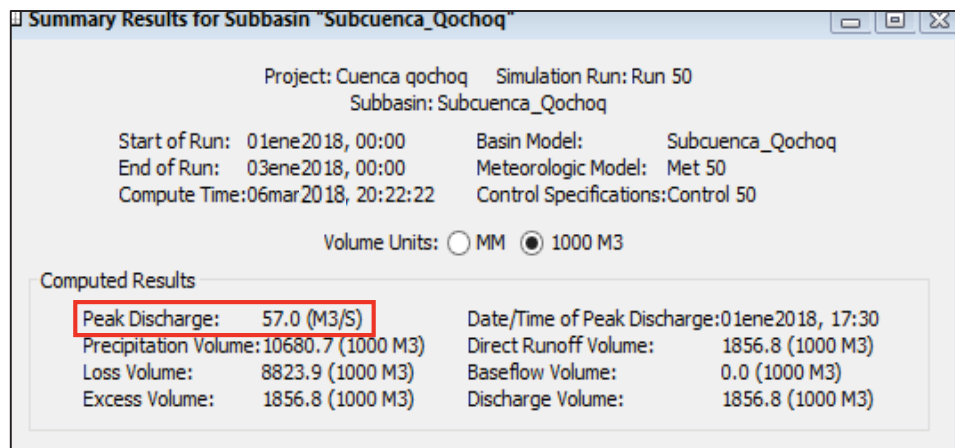 Summary Results for Subbasin "Subcuenca_Qochoq"
Project: Cuenca qochoq Simulation Run: Run 50
Subbasin: Subcuenca_Qochoq
Start of Run: 01ene2018, 00:00 Basin Model: Subcuenca_Qochoq
End of Run: 03ene2018, 00:00 Meteorologic Model: Met 50
Compute Time:06mar2018, 20:22:22 Control Specifications:Control 50
Volume Units: MM 1000 M3
Computed Results
Peak Discharge: 57.0 (M3/S) Date/Time of Peak Discharge:01ene2018, 17:30
Precipitation Volume:10680.7 (1000 M3) Direct Runoff Volume: 1856.8 (1000 M3)
Loss Volume: 8823.9 (1000 M3) Baseflow Volume: 0.0 (1000 M3)
Excess Volume: 1856.8 (1000 M3) Discharge Volume: 1856.8 (1000 M3)